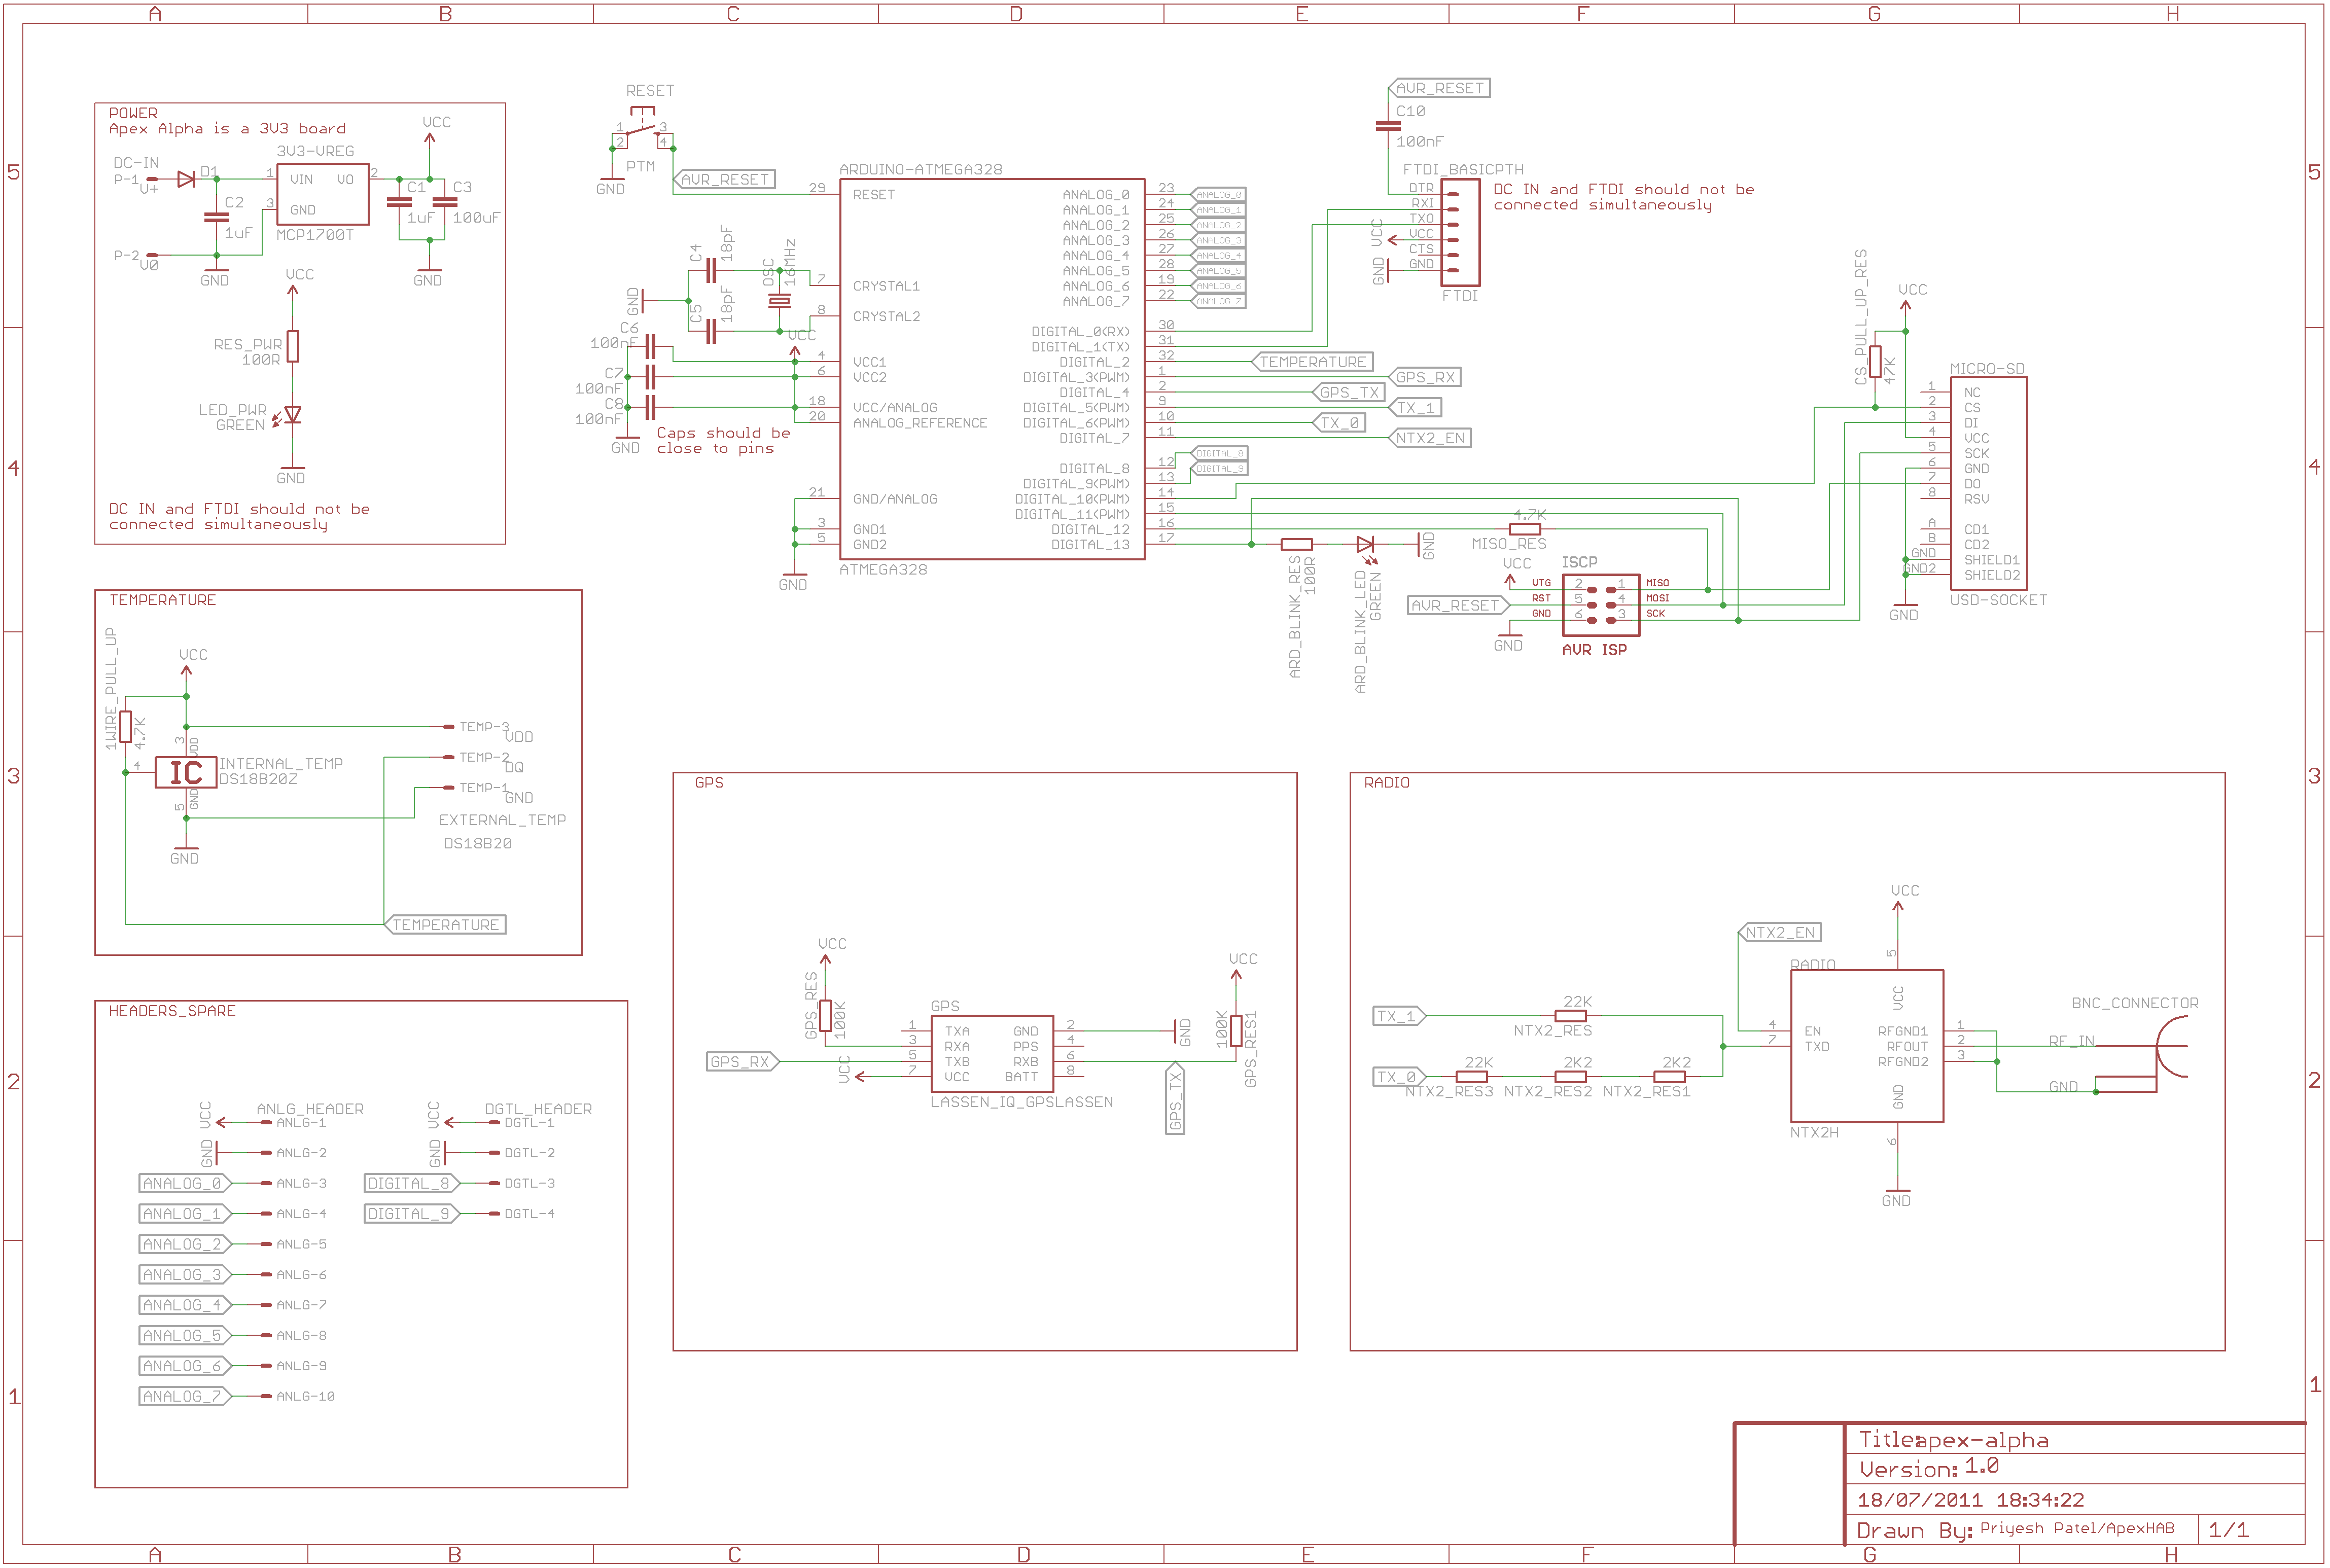 A B C D E F G H
5
4
3
2
1
5
4
3
2
1
A B C D E F G H
POWER
Apex Alpha is a 3V3 board
VCC
3V3-VREG
DC-IN
P-1
V+
D1
1 VIN VO 2
3 GND
MCP1700T
C2
1uF
C1
1uF
C3
100uF
P-2
V0
GND
GND
VCC
RES_PWR
100R
LED_PWR
GREEN
GND
DC IN and FTDI should not be
connected simultaneously
RESET
1 3
2 4
PTM
GND
AVR_RESET
GND
C4
18pF
C5
18pF
OSC
16MHz
VCC
C6
100nF
C7
100nF
C8
100nF
GND
Caps should be
close to pins
GND
ARDUINO-ATMEGA328
29 RESET
7 CRYSTAL1
8 CRYSTAL2
4 VCC1
6 VCC2
18 VCC/ANALOG
20 ANALOG_REFERENCE
21 GND/ANALOG
3 GND1
5 GND2
ANALOG_0 23 ANALOG_0
ANALOG_1 24 ANALOG_1
ANALOG_2 25 ANALOG_2
ANALOG_3 26 ANALOG_3
ANALOG_4 27 ANALOG_4
ANALOG_5 28 ANALOG_5
ANALOG_6 19 ANALOG_6
ANALOG_7 22 ANALOG_7
DIGITAL_0(RX) 30
DIGITAL_1(TX) 31
DIGITAL_2 32 TEMPERATURE
DIGITAL_3(PWM) 1 GPS_RX
DIGITAL_4 2 GPS_TX
DIGITAL_5(PWM) 9 TX_1
DIGITAL_6(PWM) 10 TX_0
DIGITAL_7 11 NTX2_EN
DIGITAL_8 12 DIGITAL_8
DIGITAL_9(PWM) 13 DIGITAL_9
DIGITAL_10(PWM) 14
DIGITAL_11(PWM) 15
DIGITAL_12 16
DIGITAL_13 17
ATMEGA328
AVR_RESET
C10
100nF
FTDI_BASICPTH
DTR
RXI
TXO
VCC
CTS
GND
VCC
GND
FTDI
DC IN and FTDI should not be
connected simultaneously
4.7K
MISO_RES
ARD_BLINK_RES
100R
ARD_BLINK_LED
GREEN
GND
ISCP
VCC
VTG 2 1 MISO
AVR_RESET
RST 5 4 MOSI
GND 6 3 SCK
GND
AVR ISP
CS_PULL_UP_RES
47K
VCC
MICRO-SD
1 NC
2 CS
3 DI
4 VCC
5 SCK
6 GND
7 DO
8 RSV
A CD1
B CD2
GND SHIELD1
GND2 SHIELD2
USD-SOCKET
GND
TEMPERATURE
1WIRE_PULL_UP
4.7K
VCC
3 VDD
4
IC
INTERNAL_TEMP
DS18B20Z
5 GND
GND
TEMP-3
VDD
TEMP-2
DQ
TEMP-1
GND
EXTERNAL_TEMP
DS18B20
TEMPERATURE
HEADERS_SPARE
ANLG_HEADER
VCC ANLG-1
GND ANLG-2
ANALOG_0 ANLG-3
ANALOG_1 ANLG-4
ANALOG_2 ANLG-5
ANALOG_3 ANLG-6
ANALOG_4 ANLG-7
ANALOG_5 ANLG-8
ANALOG_6 ANLG-9
ANALOG_7 ANLG-10
DGTL_HEADER
VCC DGTL-1
GND DGTL-2
DIGITAL_8 DGTL-3
DIGITAL_9 DGTL-4
GPS
VCC
GPS_RES
100K
GPS_RX
VCC
GPS
1 TXA GND 2
3 RXA PPS 4
5 TXB RXB 6
7 VCC BATT 8
LASSEN_IQ_GPSLASSEN
GND
VCC
100K
GPS_RES1
GPS_TX
RADIO
TX_1
22K
NTX2_RES
TX_0
22K 2K2 2K2
NTX2_RES3 NTX2_RES2 NTX2_RES1
NTX2_EN
VCC
5
RADIO
VCC
4 EN RFGND1 1
7 TXD RFOUT 2
RFGND2 3
GND
NTX2H
6
GND
BNC_CONNECTOR
RF_IN
GND
Title: apex-alpha
Version: 1.0
18/07/2011 18:34:22
Drawn By: Priyesh Patel/ApexHAB 1/1